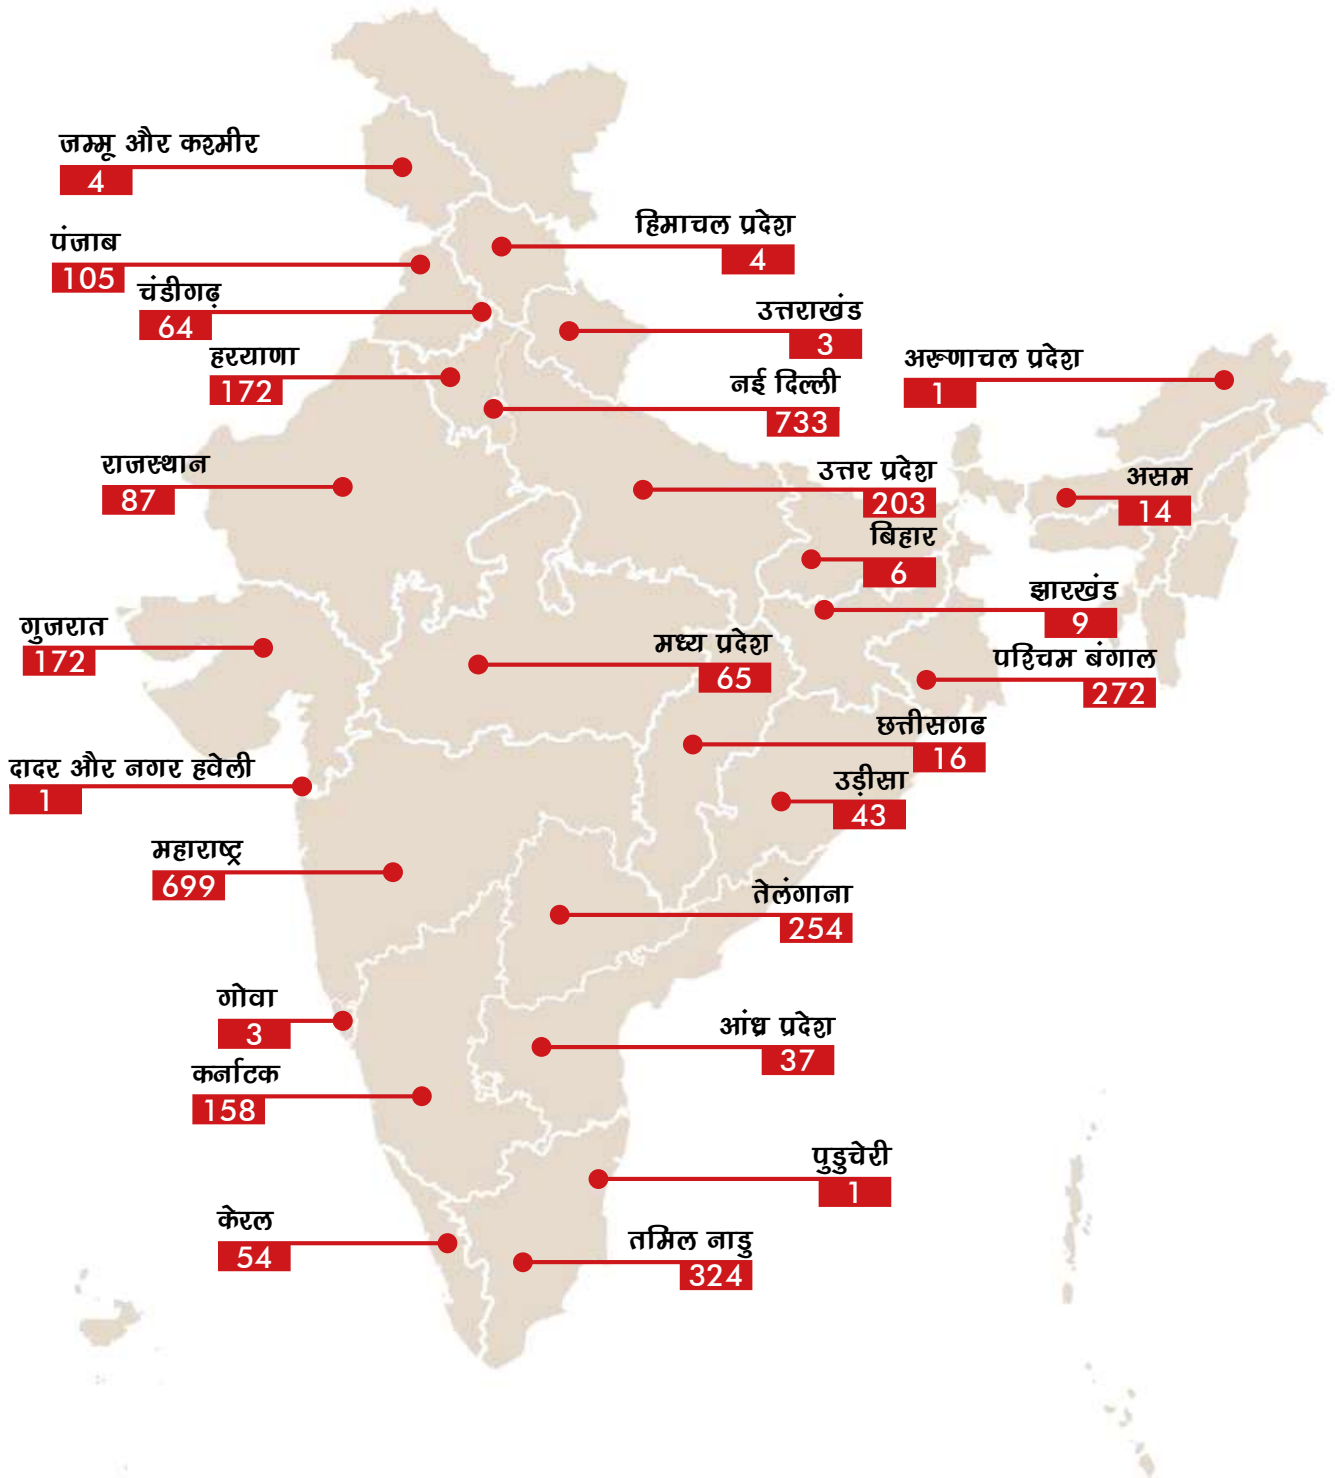 जम्मू और कश्मीर
4
हिमाचल प्रदेश
4
पंजाब
105
चंडीगढ़
64
उत्तराखंड
3
हरयाणा
172
अरूणाचल प्रदेश
1
नई दिल्ली
733
राजस्थान
87
उत्तर प्रदेश
203
असम
14
बिहार
6
झारखंड
9
गुजरात
172
मध्य प्रदेश
65
पश्चिम बंगाल
272
छत्तीसगढ
16
दादर और नगर हवेली
1
उड़ीसा
43
महाराष्ट्र
699
तेलंगाना
254
गोवा
3
आंध्र प्रदेश
37
कर्नाटक
158
पुडुचेरी
1
केरल
54
तमिल नाडु
324